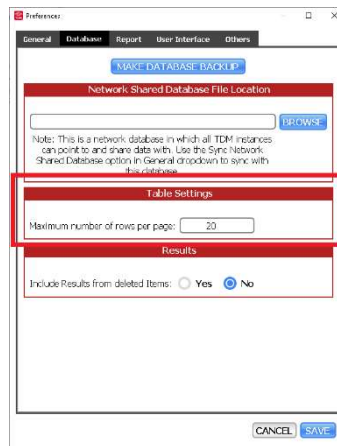 Preferences
General Database Report User Interface Others
MAKE DATABASE BACKUP
Network Shared Database File Location
BROWSE
Note: This is a network database in which all TDM instances
can point to and share data with. Use the Sync Network
Shared Database option in General dropdown to sync with
this database
Table Settings
Maximum number of rows per page: 20
Results
Include Results from deleted Items: Yes No
CANCEL SAVE